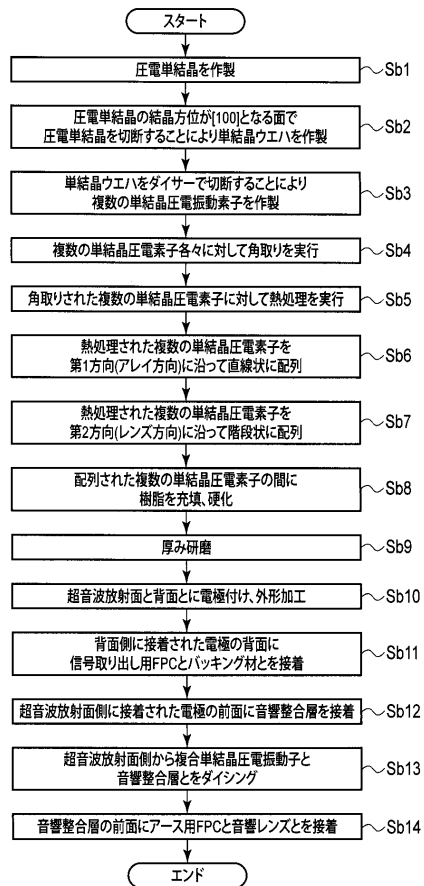 スタート
圧電単結晶を作製
Sb1
圧電単結晶の結晶方位が[100]となる面で
圧電単結晶を切断することにより単結晶ウエハを作製
Sb2
単結晶ウエハをダイサーで切断することにより
複数の単結晶圧電振動素子を作製
Sb3
複数の単結晶圧電素子各々に対して角取りを実行
Sb4
角取りされた複数の単結晶圧電素子に対して熱処理を実行
Sb5
熱処理された複数の単結晶圧電素子を
第1方向(アレイ方向)に沿って直線状に配列
Sb6
熱処理された複数の単結晶圧電素子を
第2方向(レンズ方向)に沿って階段状に配列
Sb7
配列された複数の単結晶圧電素子の間に
樹脂を充填、硬化
Sb8
厚み研磨
Sb9
超音波放射面と背面とに電極付け、外形加工
Sb10
背面側に接着された電極の背面に
信号取り出し用FPCとバッキング材とを接着
Sb11
超音波放射面側に接着された電極の前面に音響整合層を接着
Sb12
超音波放射面側から複合単結晶圧電振動子と
音響整合層とをダイシング
Sb13
音響整合層の前面にアース用FPCと音響レンズとを接着
Sb14
エンド